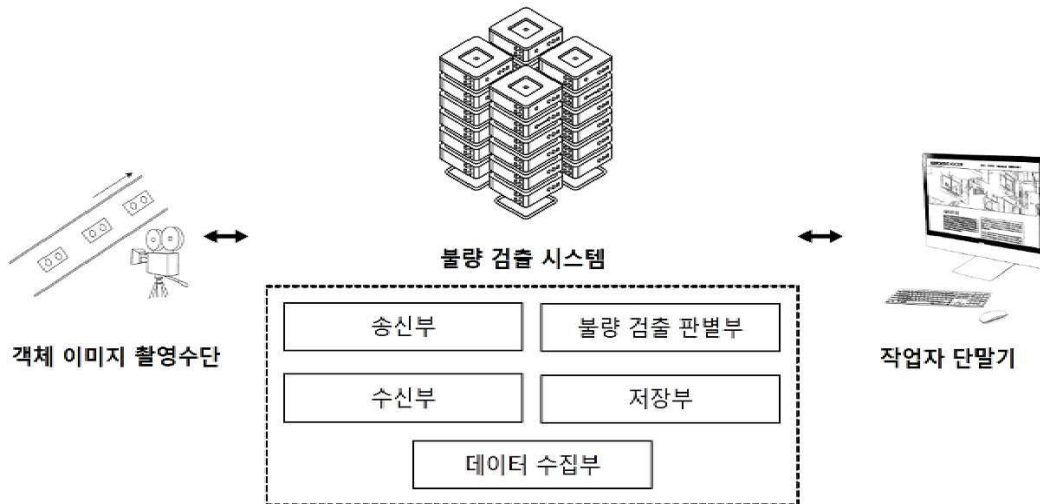 불량 검출 시스템
송신부
불량 검출 판별부
객체 이미지 촬영수단
작업자 단말기
수신부
저장부
데이터 수집부